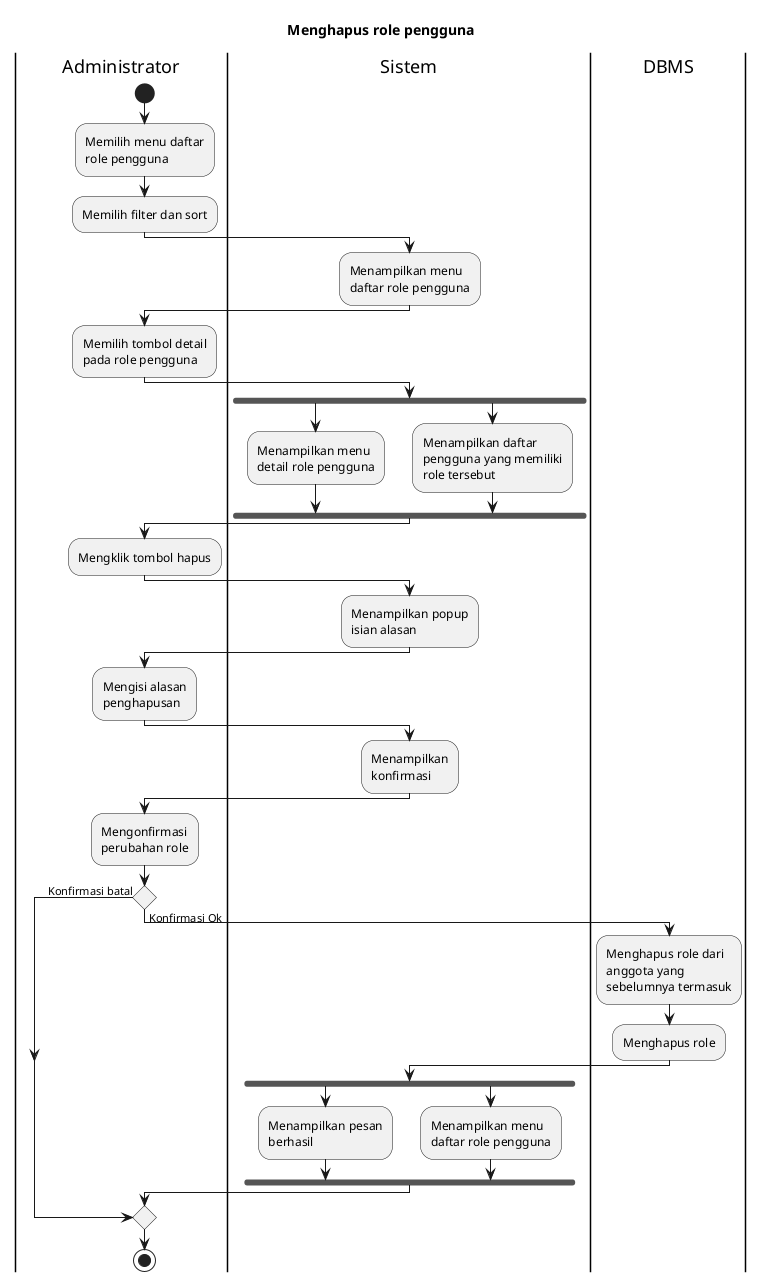 Menghapus role pengguna
Administrator
Sistem
DBMS
Memilih menu daftar
role pengguna
Memilih filter dan sort
Menampilkan menu
daftar role pengguna
Memilih tombol detail
pada role pengguna
Menampilkan menu
detail role pengguna
Menampilkan daftar
pengguna yang memiliki
role tersebut
Mengklik tombol hapus
Menampilkan popup
isian alasan
Mengisi alasan
penghapusan
Menampilkan
konfirmasi
Mengonfirmasi
perubahan role
Konfirmasi batal
Konfirmasi Ok
Menghapus role dari
anggota yang
sebelumnya termasuk
Menghapus role
Menampilkan pesan
berhasil
Menampilkan menu
daftar role pengguna